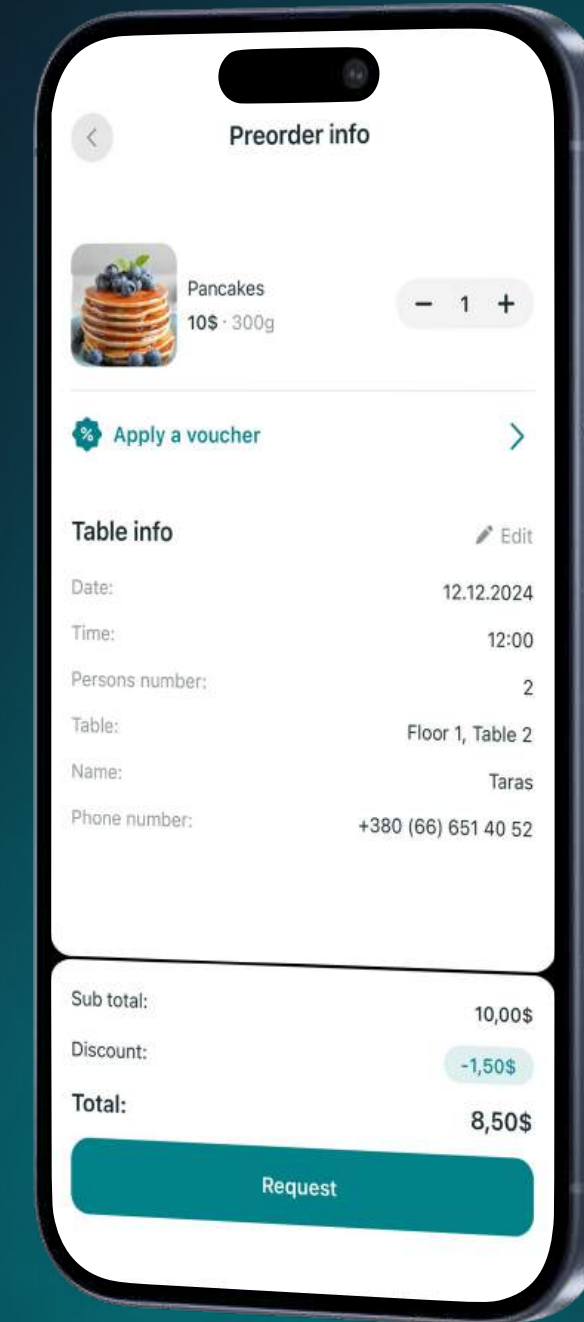 Preorder info
Pancakes
10$ · 300g
− 1 +
% Apply a voucher
Table info
Edit
Date: 12.12.2024
Time: 12:00
Persons number: 2
Table: Floor 1, Table 2
Name: Taras
Phone number: +380 (66) 651 40 52
Sub total: 10,00$
Discount: -1,50$
Total: 8,50$
Request